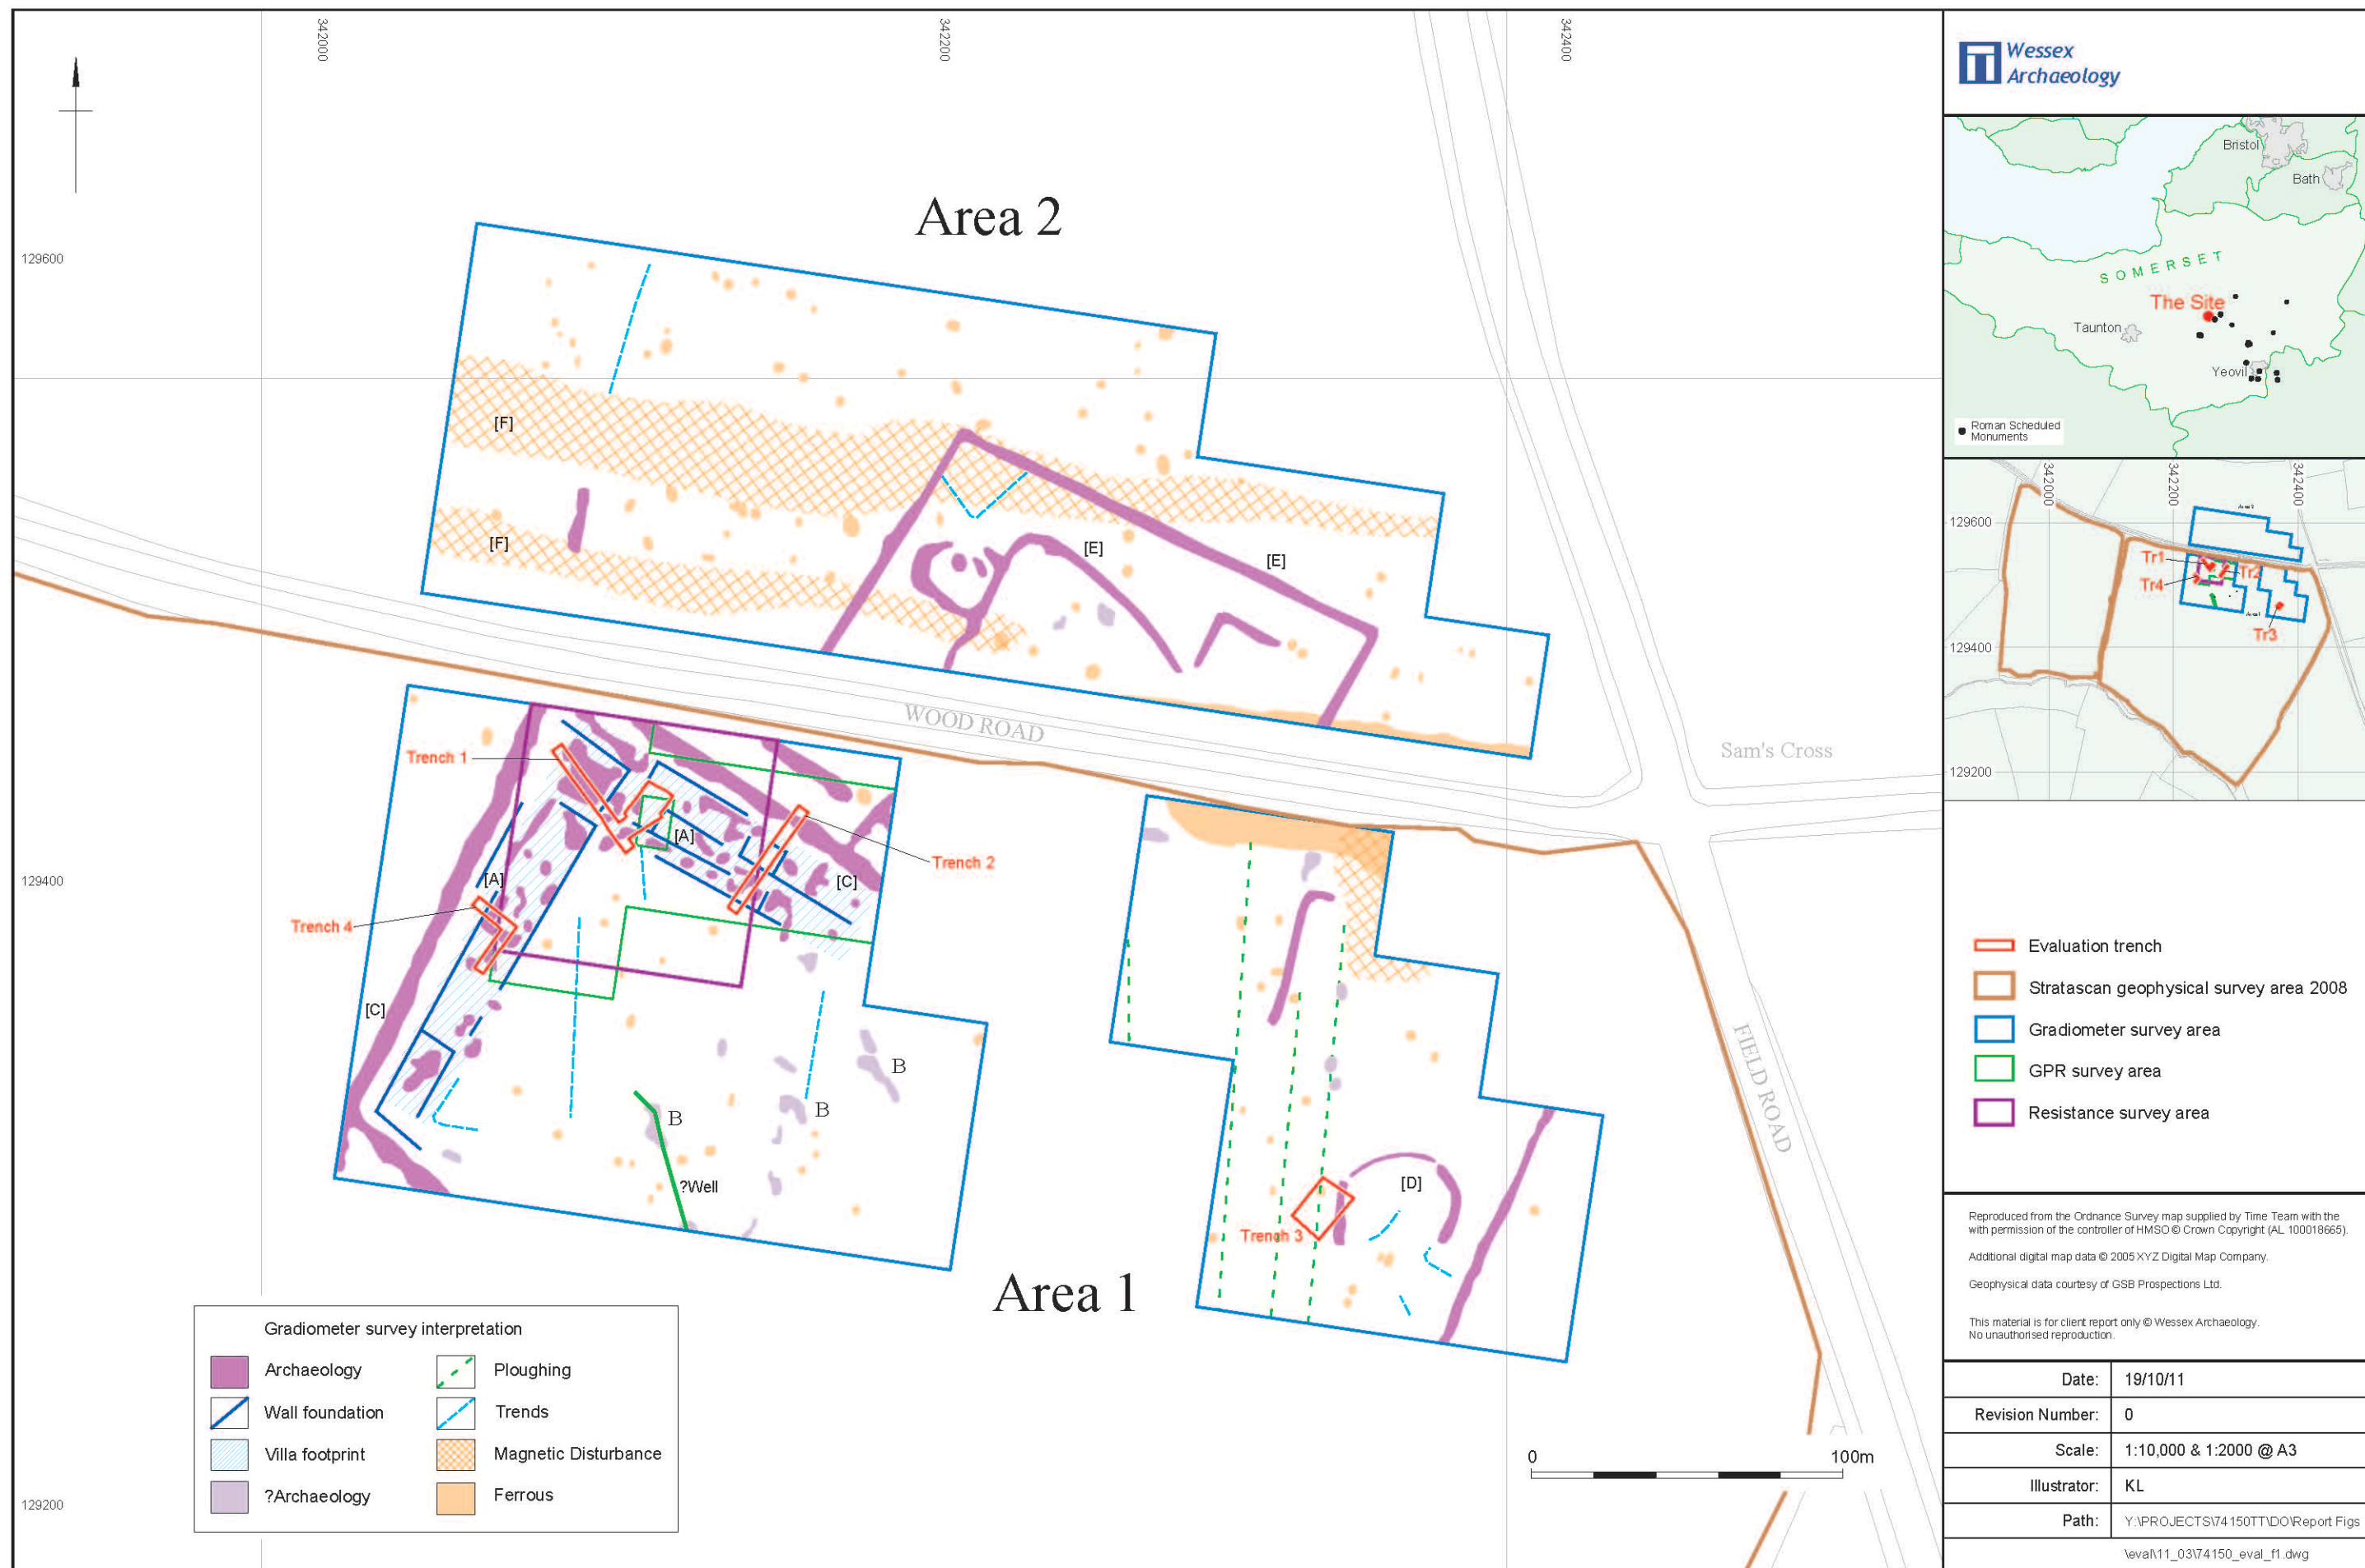 342000
342200
342400
129600
129400
129200
Area 2
[F]
[F]
[E]
[E]
WOOD ROAD
Sam's Cross
FIELD ROAD
Trench 1
[A]
Trench 2
[C]
[A]
Trench 4
[C]
B
B
B
?Well
[D]
Trench 3
Area 1
Gradiometer survey interpretation
Archaeology
Wall foundation
Villa footprint
?Archaeology
Ploughing
Trends
Magnetic Disturbance
Ferrous
0
100m
Wessex
Archaeology
Bristol
Bath
SOMERSET
The Site
Taunton
Yeovil
Roman Scheduled
Monuments
342000
342200
342400
129600
129400
129200
Area 2
Tr1
Tr2
Tr4
Area 1
Tr3
Evaluation trench
Stratascan geophysical survey area 2008
Gradiometer survey area
GPR survey area
Resistance survey area
Reproduced from the Ordnance Survey map supplied by Time Team with the
with permission of the controller of HMSO © Crown Copyright (AL 100018665).
Additional digital map data © 2005 XYZ Digital Map Company.
Geophysical data courtesy of GSB Prospections Ltd.
This material is for client report only © Wessex Archaeology.
No unauthorised reproduction.
Date: 19/10/11
Revision Number: 0
Scale: 1:10,000 & 1:2000 @ A3
Illustrator: KL
Path: Y:\PROJECTS\74150TT\DO\Report Figs
\eval\11_03\74150_eval_f1.dwg